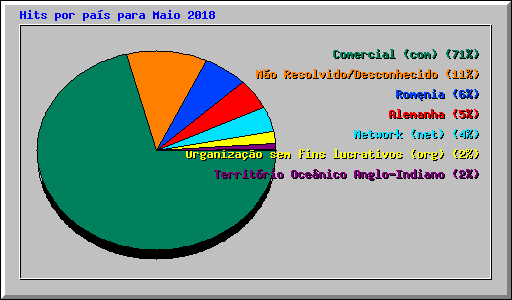 Hits por país para Maio 2018
Comercial (com) (71%)
Não Resolvido/Desconhecido (11%)
Romęnia (6%)
Alemanha (5%)
Network (net) (4%)
Organização sem fins lucrativos (org) (2%)
Território Oceânico Anglo-Indiano (2%)